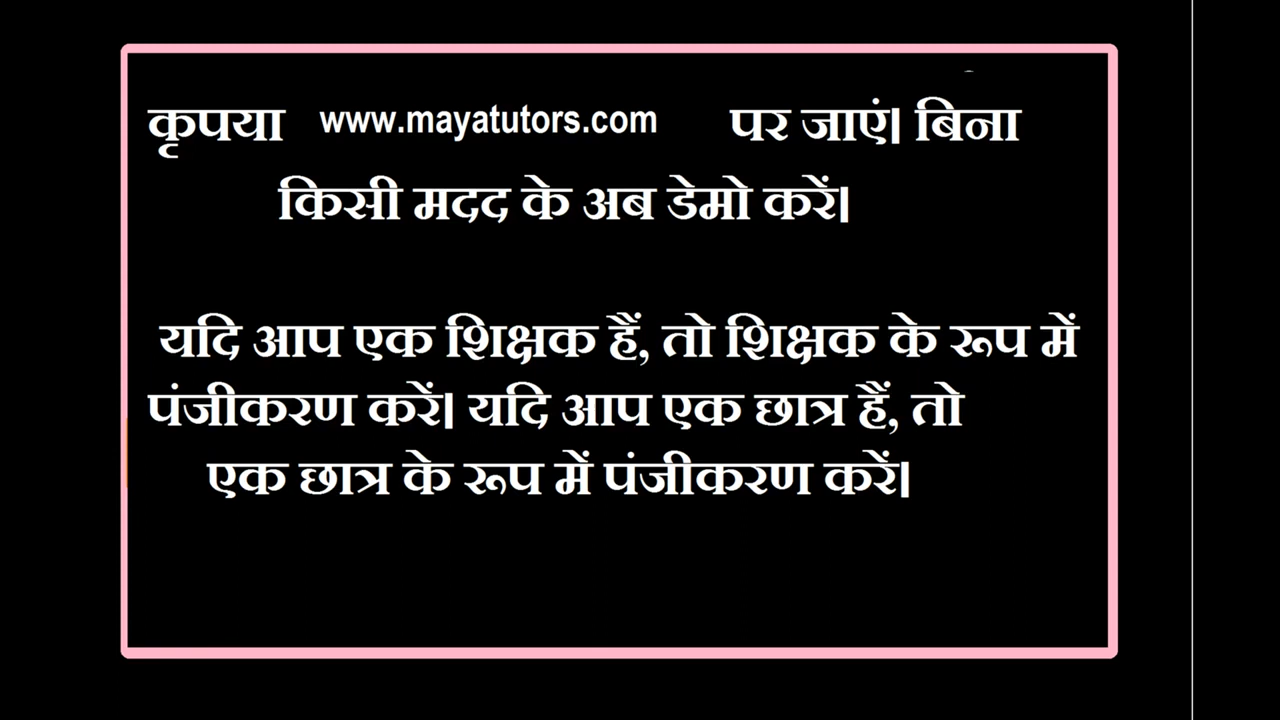 कृपया www.mayatutors.com पर जाएं। बिना
किसी मदद के अब डेमो करें।
यदि आप एक शिक्षक हैं, तो शिक्षक के रूप में
पंजीकरण करें। यदि आप एक छात्र हैं, तो
एक छात्र के रूप में पंजीकरण करें।